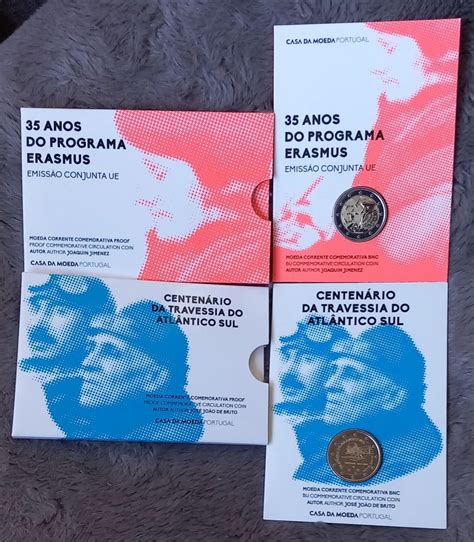 CASA DA MOEDA PORTUGAL
35 ANOS
DO PROGRAMA
ERASMUS
EMISSÃO CONJUNTA UE
MOEDA CORRENTE COMEMORATIVA BNC
BU COMMEMORATIVE CIRCULATION COIN
AUTOR AUTHOR JOAQUIN JIMENEZ
35 ANOS
DO PROGRAMA
ERASMUS
EMISSÃO CONJUNTA UE
MOEDA CORRENTE COMEMORATIVA PROOF
PROOF COMMEMORATIVE CIRCULATION COIN
AUTOR AUTHOR JOAQUIN JIMENEZ
CASA DA MOEDA PORTUGAL
CENTENÁRIO
DA TRAVESSIA DO
ATLÂNTICO SUL
MOEDA CORRENTE COMEMORATIVA PROOF
PROOF COMMEMORATIVE CIRCULATION COIN
AUTOR AUTHOR JOSÉ JOÃO DE BRITO
CASA DA MOEDA PORTUGAL
CENTENÁRIO
DA TRAVESSIA DO
ATLÂNTICO SUL
MOEDA CORRENTE COMEMORATIVA BNC
BU COMMEMORATIVE CIRCULATION COIN
AUTOR AUTHOR JOSÉ JOÃO DE BRITO
CASA DA MOEDA PORTUGAL